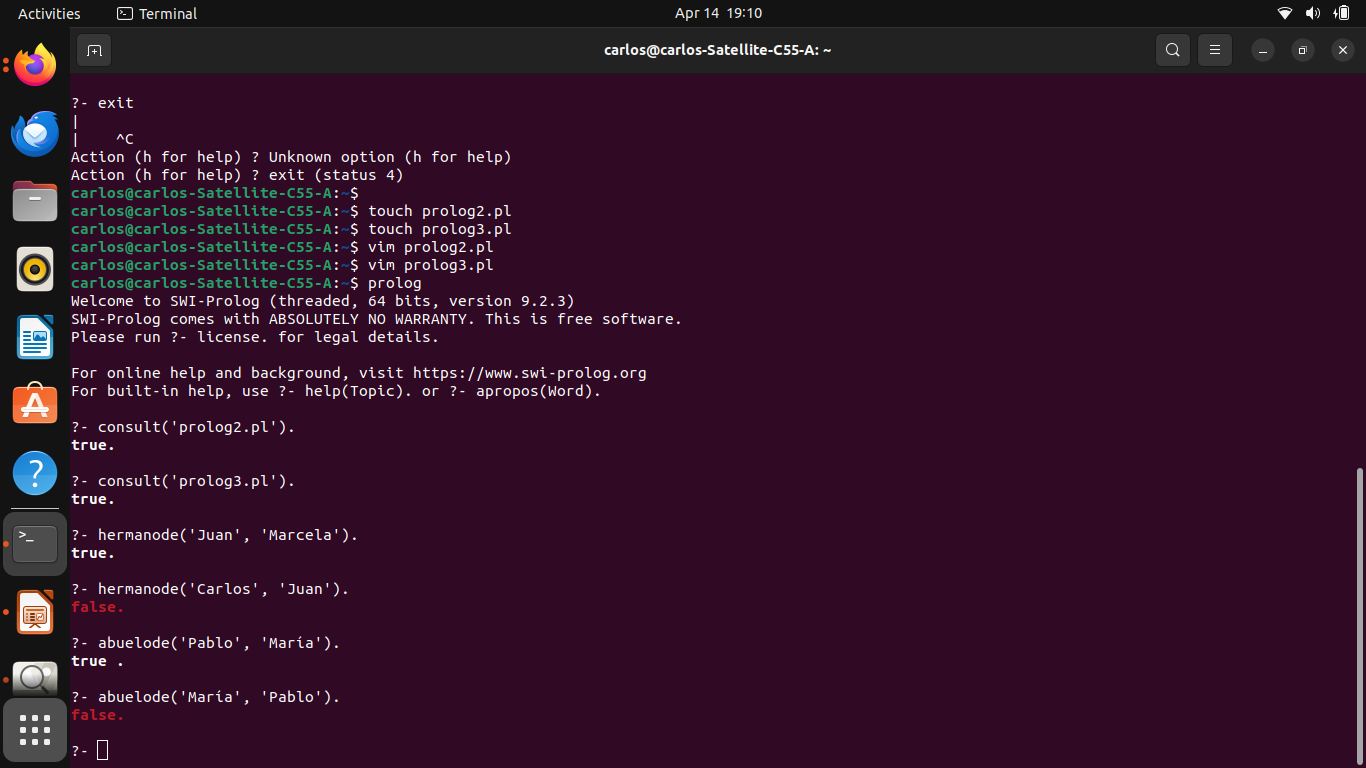 Activities
Terminal
Apr 14 19:10
carlos@carlos-Satellite-C55-A: ~
?- exit
|
|    ^C
Action (h for help) ? Unknown option (h for help)
Action (h for help) ? exit (status 4)
carlos@carlos-Satellite-C55-A:~$
carlos@carlos-Satellite-C55-A:~$ touch prolog2.pl
carlos@carlos-Satellite-C55-A:~$ touch prolog3.pl
carlos@carlos-Satellite-C55-A:~$ vim prolog2.pl
carlos@carlos-Satellite-C55-A:~$ vim prolog3.pl
carlos@carlos-Satellite-C55-A:~$ prolog
Welcome to SWI-Prolog (threaded, 64 bits, version 9.2.3)
SWI-Prolog comes with ABSOLUTELY NO WARRANTY. This is free software.
Please run ?- license. for legal details.
For online help and background, visit https://www.swi-prolog.org
For built-in help, use ?- help(Topic). or ?- apropos(Word).
?- consult('prolog2.pl').
true.
?- consult('prolog3.pl').
true.
?- hermanode('Juan', 'Marcela').
true.
?- hermanode('Carlos', 'Juan').
false.
?- abuelode('Pablo', 'María').
true .
?- abuelode('María', 'Pablo').
false.
?-